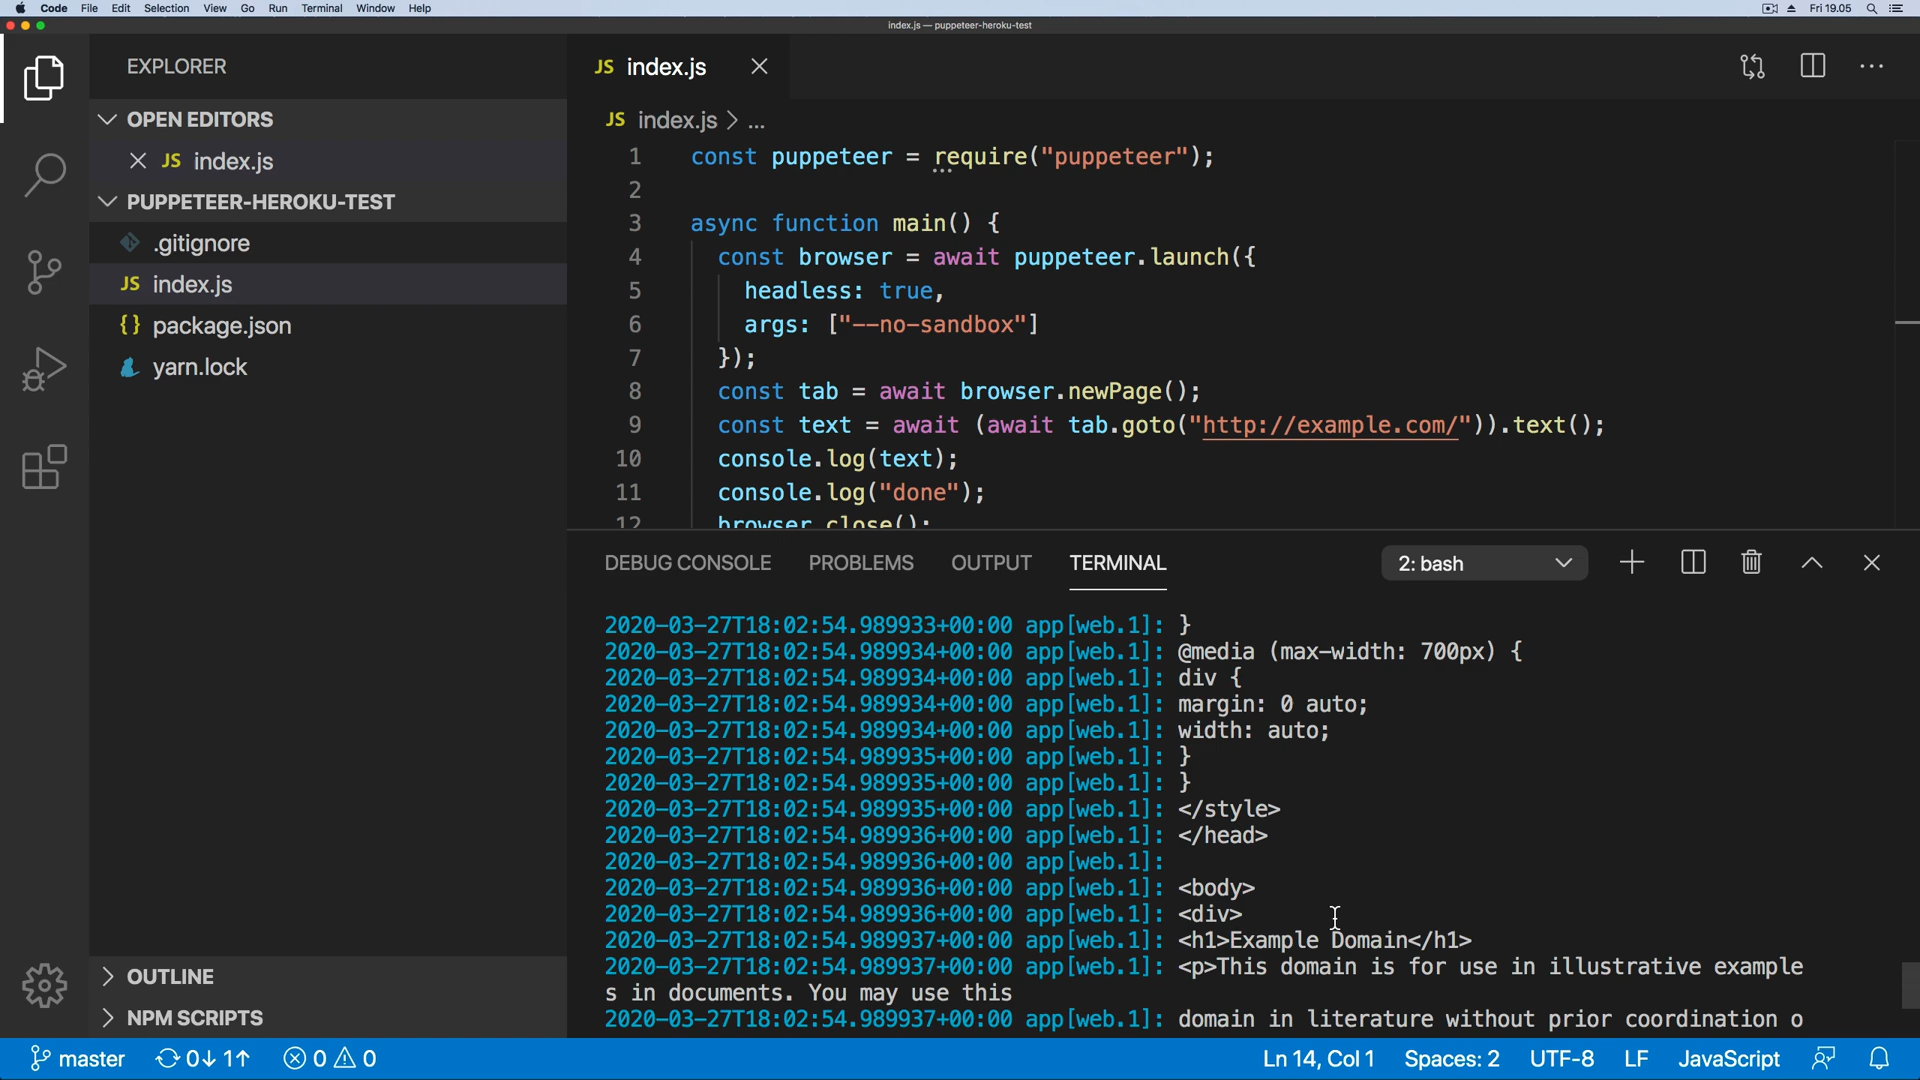 Code File Edit Selection View Go Run Terminal Window Help Fri 19.05
index.js — puppeteer-heroku-test
EXPLORER
OPEN EDITORS
JS index.js
PUPPETEER-HEROKU-TEST
.gitignore
JS index.js
{} package.json
yarn.lock
OUTLINE
NPM SCRIPTS
JS index.js
JS index.js > ...
1 const puppeteer = require("puppeteer");
2
3 async function main() {
4 const browser = await puppeteer.launch({
5 headless: true,
6 args: ["--no-sandbox"]
7 });
8 const tab = await browser.newPage();
9 const text = await (await tab.goto("http://example.com/")).text();
10 console.log(text);
11 console.log("done");
12 browser.close();
DEBUG CONSOLE PROBLEMS OUTPUT TERMINAL 2: bash
2020-03-27T18:02:54.989933+00:00 app[web.1]: }
2020-03-27T18:02:54.989934+00:00 app[web.1]: @media (max-width: 700px) {
2020-03-27T18:02:54.989934+00:00 app[web.1]: div {
2020-03-27T18:02:54.989934+00:00 app[web.1]: margin: 0 auto;
2020-03-27T18:02:54.989934+00:00 app[web.1]: width: auto;
2020-03-27T18:02:54.989935+00:00 app[web.1]: }
2020-03-27T18:02:54.989935+00:00 app[web.1]: }
2020-03-27T18:02:54.989935+00:00 app[web.1]: </style>
2020-03-27T18:02:54.989936+00:00 app[web.1]: </head>
2020-03-27T18:02:54.989936+00:00 app[web.1]:
2020-03-27T18:02:54.989936+00:00 app[web.1]: <body>
2020-03-27T18:02:54.989936+00:00 app[web.1]: <div>
2020-03-27T18:02:54.989937+00:00 app[web.1]: <h1>Example Domain</h1>
2020-03-27T18:02:54.989937+00:00 app[web.1]: <p>This domain is for use in illustrative example
s in documents. You may use this
2020-03-27T18:02:54.989937+00:00 app[web.1]: domain in literature without prior coordination o
master 0↓ 1↑ 0 0 Ln 14, Col 1 Spaces: 2 UTF-8 LF JavaScript